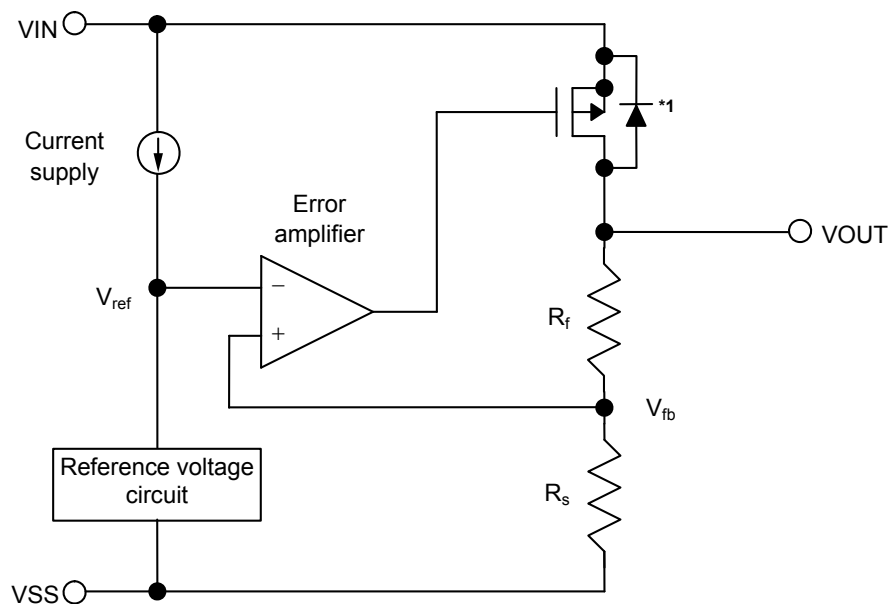 VIN
*1
Current
supply
Error
amplifier
VOUT
Vref
−
+
Rf
Vfb
Reference voltage
circuit
Rs
VSS